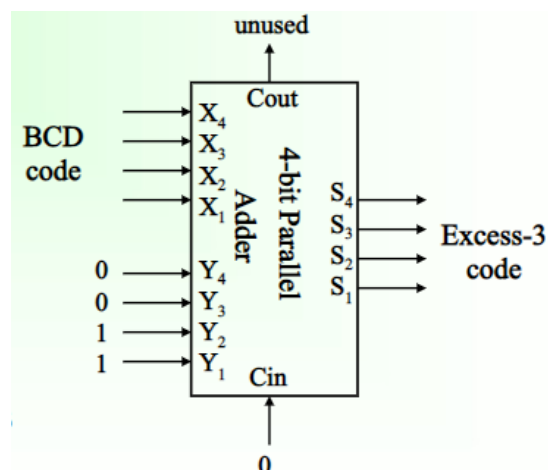 unused
Cout
BCD
code
X4
X3
X2
X1
4-bit Parallel
Adder
S4
S3
S2
S1
Excess-3
code
0 Y4
0 Y3
1 Y2
1 Y1
Cin
0